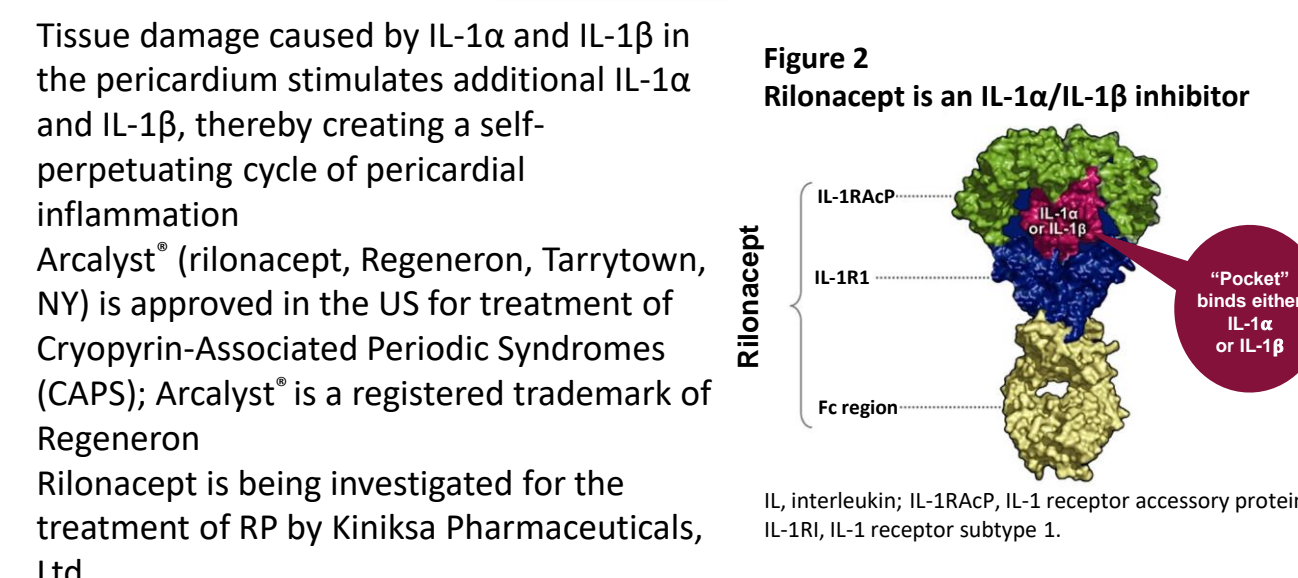 Tissue damage caused by IL-1α and IL-1β in
the pericardium stimulates additional IL-1α
and IL-1β, thereby creating a self-
perpetuating cycle of pericardial
inflammation
Arcalyst® (rilonacept, Regeneron, Tarrytown,
NY) is approved in the US for treatment of
Cryopyrin-Associated Periodic Syndromes
(CAPS); Arcalyst® is a registered trademark of
Regeneron
Rilonacept is being investigated for the
treatment of RP by Kiniksa Pharmaceuticals,
Ltd
Figure 2
Rilonacept is an IL-1α/IL-1β inhibitor
Rilonacept
IL-1RAcP
IL-1R1
Fc region
IL-1α
or IL-1β
"Pocket"
binds either
IL-1α
or IL-1β
IL, interleukin; IL-1RAcP, IL-1 receptor accessory protein
IL-1RI, IL-1 receptor subtype 1.